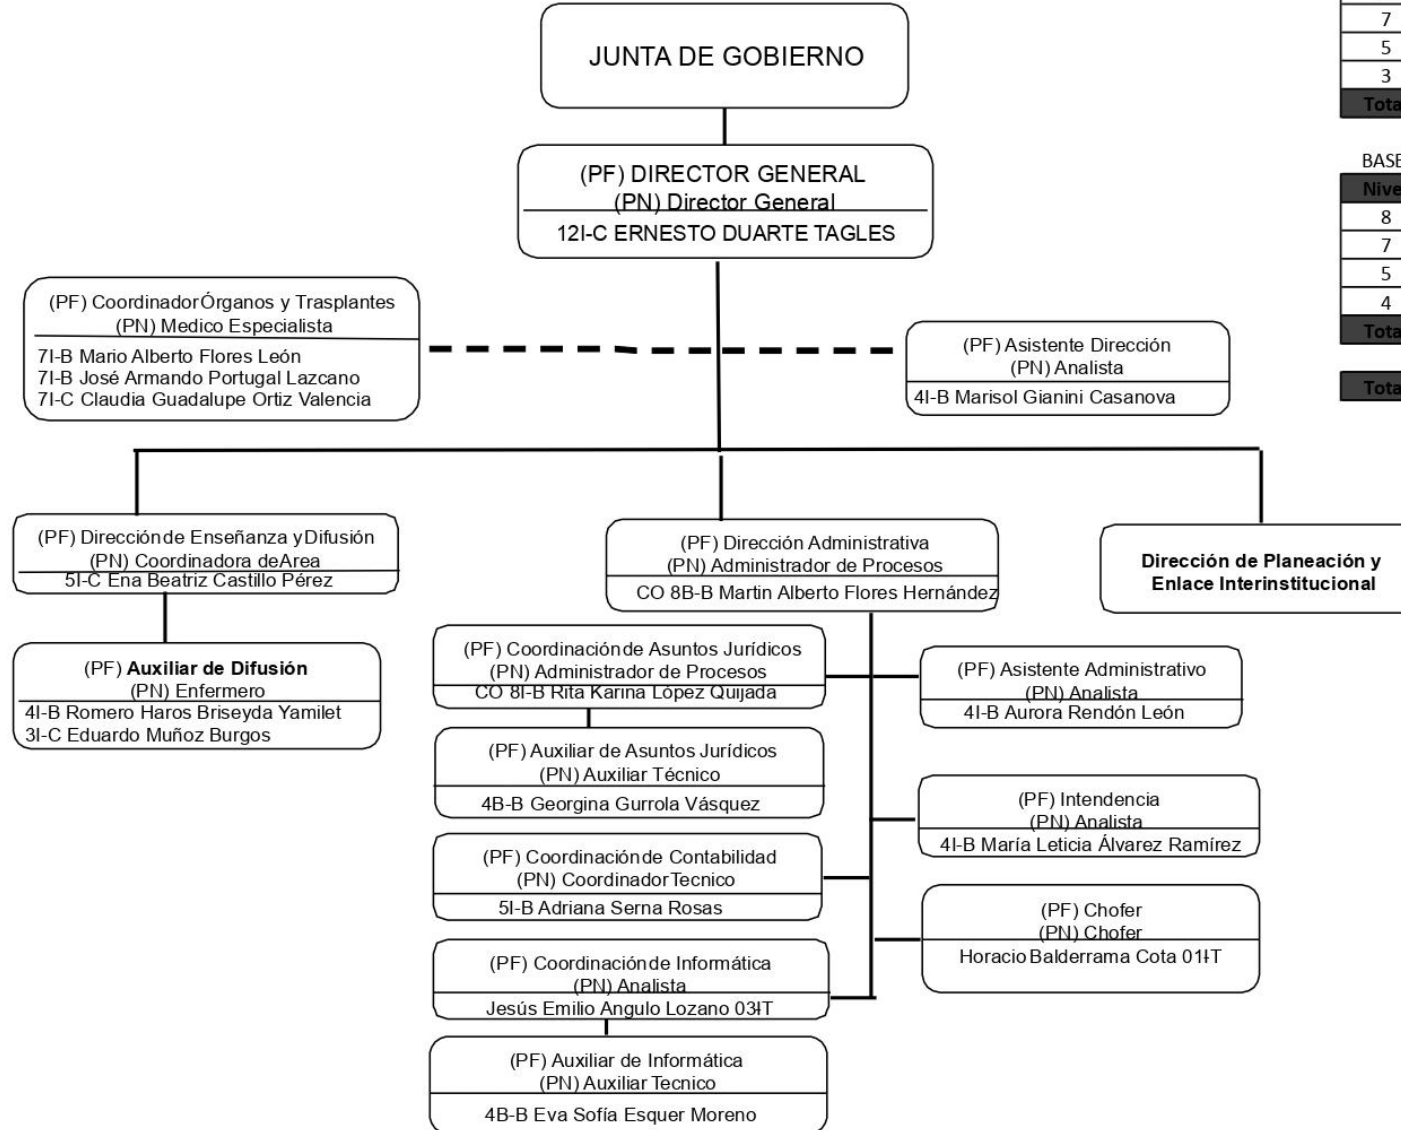 JUNTA DE GOBIERNO
(PF) DIRECTOR GENERAL
(PN) Director General
12I-C ERNESTO DUARTE TAGLES
(PF) Coordinador Órganos y Trasplantes
(PN) Medico Especialista
7I-B Mario Alberto Flores León
7I-B José Armando Portugal Lazcano
7I-C Claudia Guadalupe Ortiz Valencia
(PF) Asistente Dirección
(PN) Analista
4I-B Marisol Gianini Casanova
(PF) Dirección de Enseñanza y Difusión
(PN) Coordinadora de Area
5I-C Ena Beatriz Castillo Pérez
(PF) Auxiliar de Difusión
(PN) Enfermero
4I-B Romero Haros Briseyda Yamilet
3I-C Eduardo Muñoz Burgos
(PF) Dirección Administrativa
(PN) Administrador de Procesos
CO 8B-B Martin Alberto Flores Hernández
Dirección de Planeación y
Enlace Interinstitucional
(PF) Coordinación de Asuntos Jurídicos
(PN) Administrador de Procesos
CO 8I-B Rita Karina López Quijada
(PF) Auxiliar de Asuntos Jurídicos
(PN) Auxiliar Técnico
4B-B Georgina Gurrola Vásquez
(PF) Coordinación de Contabilidad
(PN) Coordinador Tecnico
5I-B Adriana Serna Rosas
(PF) Coordinación de Informática
(PN) Analista
Jesús Emilio Angulo Lozano 03I-T
(PF) Auxiliar de Informática
(PN) Auxiliar Tecnico
4B-B Eva Sofía Esquer Moreno
(PF) Asistente Administrativo
(PN) Analista
4I-B Aurora Rendón León
(PF) Intendencia
(PN) Analista
4I-B María Leticia Álvarez Ramírez
(PF) Chofer
(PN) Chofer
Horacio Balderrama Cota 01I-T
7
5
3
Tota
BASE
Nive
8
7
5
4
Tota
Tota